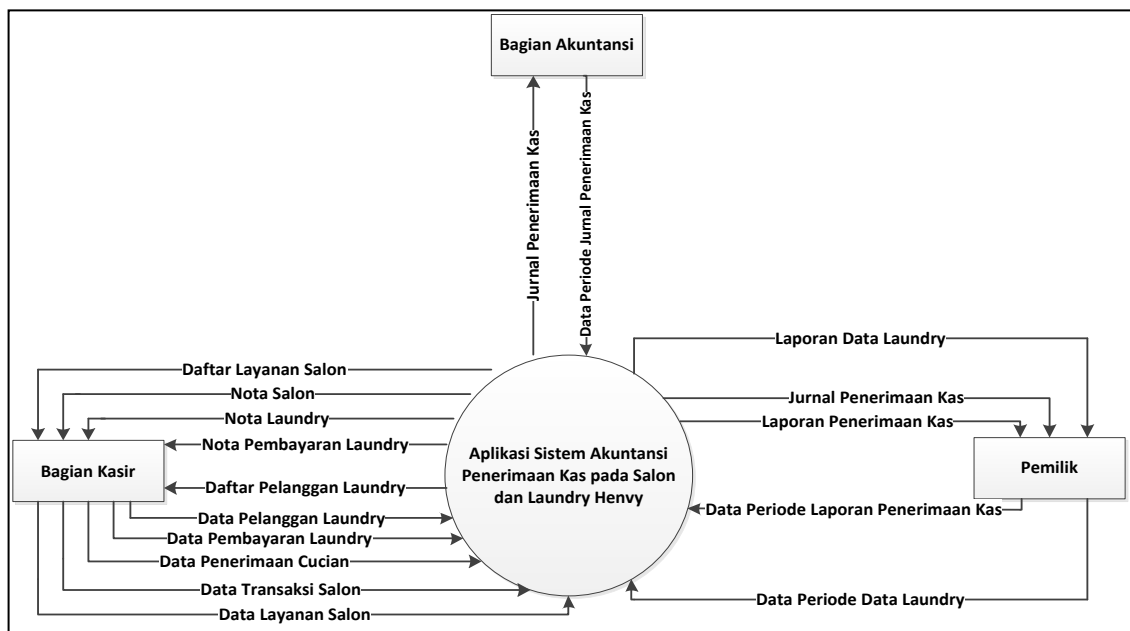 Bagian Akuntansi
Jurnal Penerimaan Kas
Data Periode Jurnal Penerimaan Kas
Daftar Layanan Salon
Nota Salon
Nota Laundry
Nota Pembayaran Laundry
Daftar Pelanggan Laundry
Bagian Kasir
Data Pelanggan Laundry
Data Pembayaran Laundry
Data Penerimaan Cucian
Data Transaksi Salon
Data Layanan Salon
Aplikasi Sistem Akuntansi
Penerimaan Kas pada Salon
dan Laundry Henvy
Laporan Data Laundry
Jurnal Penerimaan Kas
Laporan Penerimaan Kas
Pemilik
Data Periode Laporan Penerimaan Kas
Data Periode Data Laundry